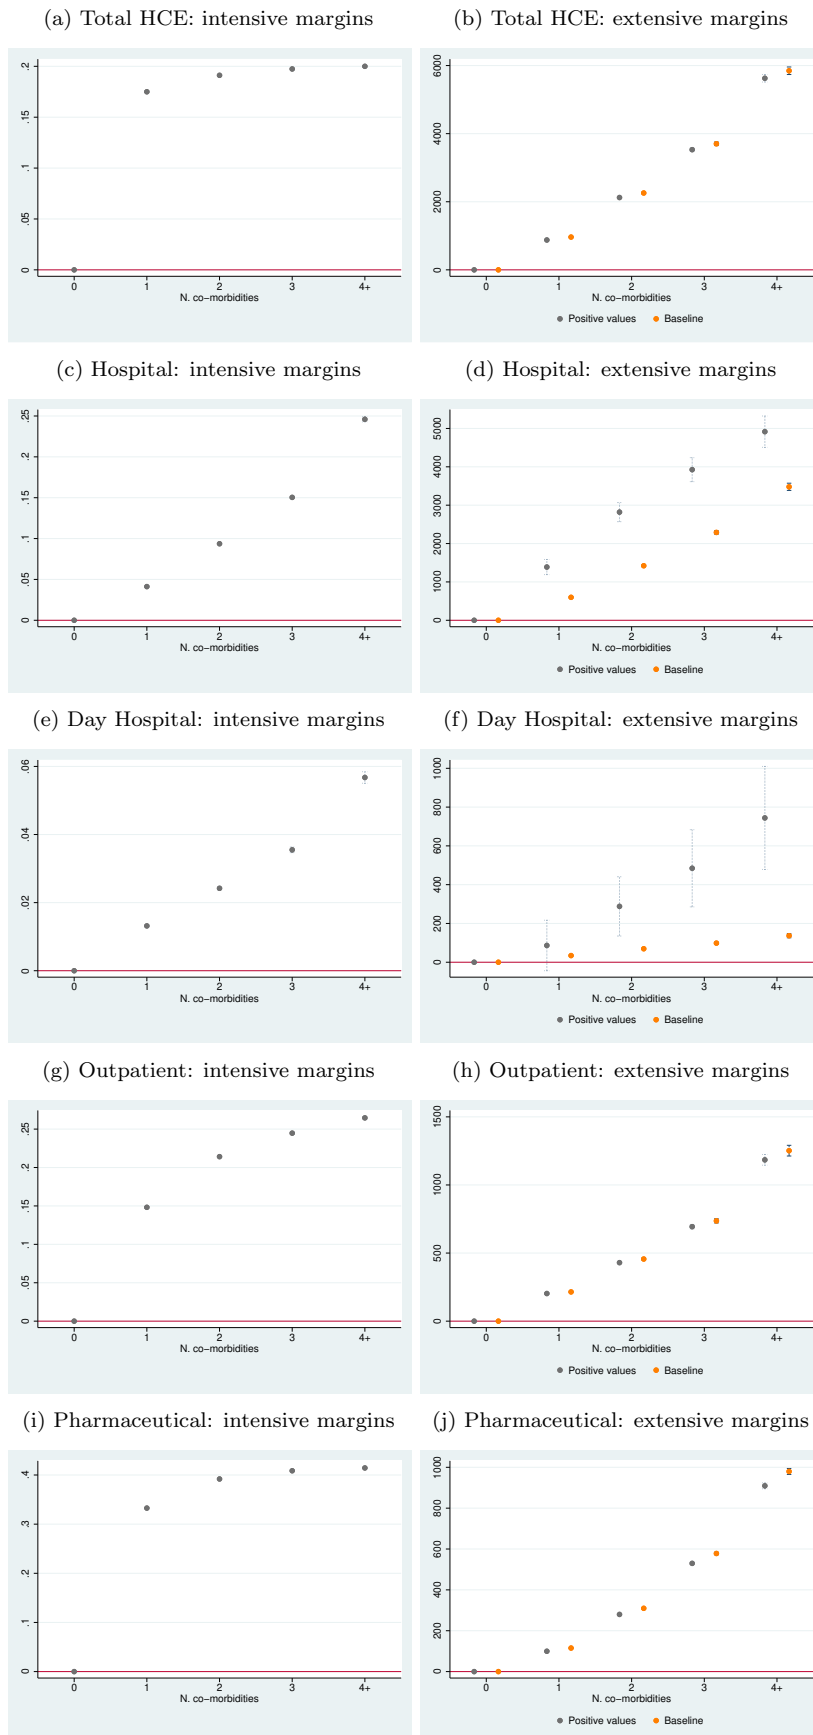 (a) Total HCE: intensive margins
(b) Total HCE: extensive margins
.2
.15
.1
.05
0
0 1 2 3 4+
N. co-morbidities
6000
4000
2000
0
0 1 2 3 4+
N. co-morbidities
Positive values Baseline
(c) Hospital: intensive margins
(d) Hospital: extensive margins
.25
.2
.15
.1
.05
0
0 1 2 3 4+
N. co-morbidities
5000
4000
3000
2000
1000
0
0 1 2 3 4+
N. co-morbidities
Positive values Baseline
(e) Day Hospital: intensive margins
(f) Day Hospital: extensive margins
.06
.04
.02
0
0 1 2 3 4+
N. co-morbidities
1000
800
600
400
200
0
0 1 2 3 4+
N. co-morbidities
Positive values Baseline
(g) Outpatient: intensive margins
(h) Outpatient: extensive margins
.25
.2
.15
.1
.05
0
0 1 2 3 4+
N. co-morbidities
1500
1000
500
0
0 1 2 3 4+
N. co-morbidities
Positive values Baseline
(i) Pharmaceutical: intensive margins
(j) Pharmaceutical: extensive margins
.4
.3
.2
.1
0
0 1 2 3 4+
N. co-morbidities
1000
800
600
400
200
0
0 1 2 3 4+
N. co-morbidities
Positive values Baseline